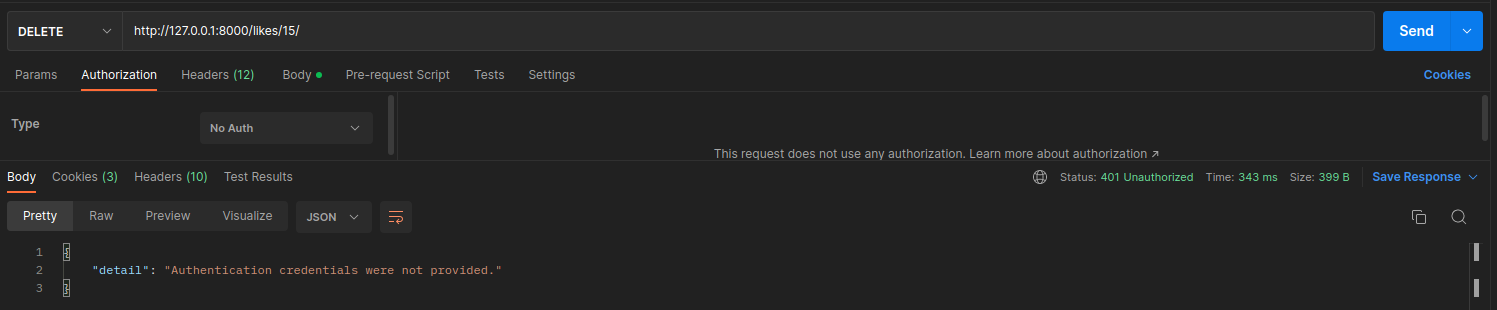 DELETE http://127.0.0.1:8000/likes/15/ Send
Params Authorization Headers (12) Body Pre-request Script Tests Settings Cookies
Type No Auth
This request does not use any authorization. Learn more about authorization ↗
Body Cookies (3) Headers (10) Test Results Status: 401 Unauthorized Time: 343 ms Size: 399 B Save Response
Pretty Raw Preview Visualize JSON
1 {
2 "detail": "Authentication credentials were not provided."
3 }